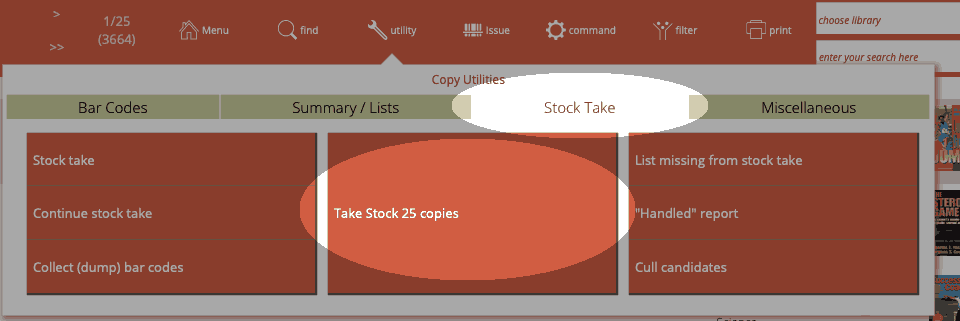 >
1/25
(3664)
>>
Menu
find
utility
Issue
command
filter
print
choose library
enter your search here
Copy Utilities
Bar Codes
Summary / Lists
Stock Take
Miscellaneous
Stock take
Continue stock take
Collect (dump) bar codes
Take Stock 25 copies
List missing from stock take
"Handled" report
Cull candidates